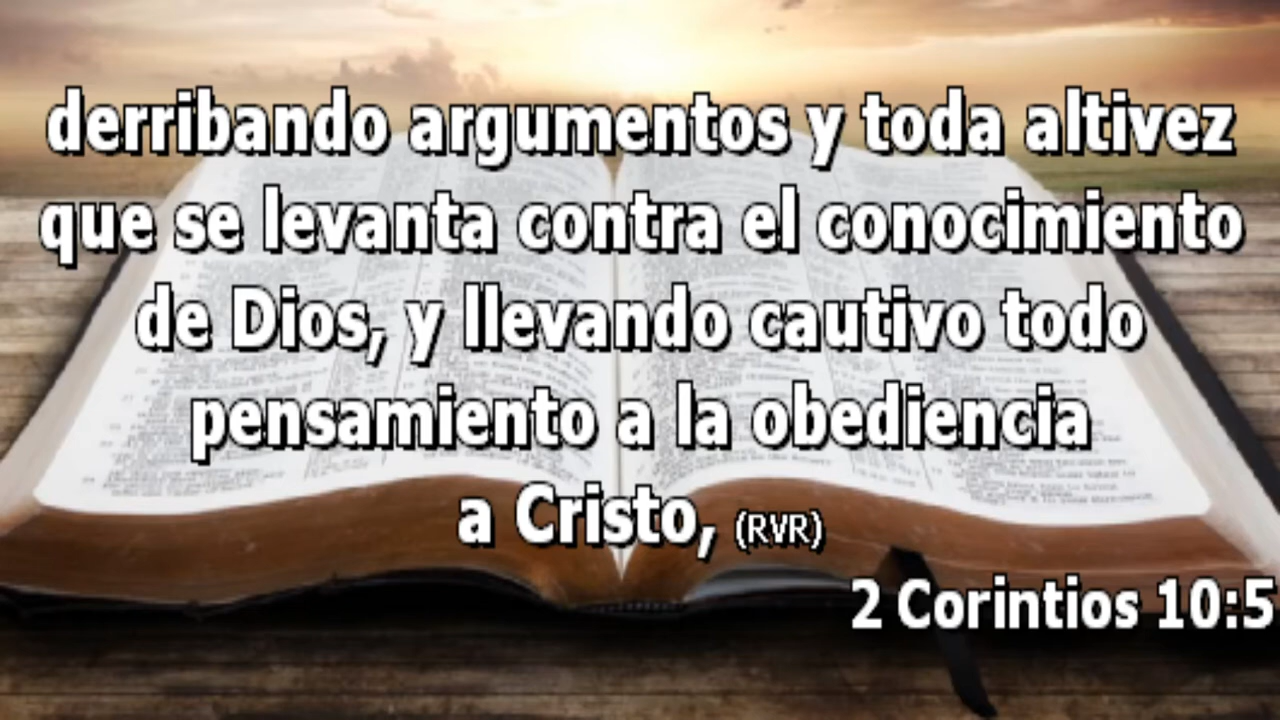 derribando argumentos y toda altivez
que se levanta contra el conocimiento
de Dios, y llevando cautivo todo
pensamiento a la obediencia
a Cristo, (RVR)
2 Corintios 10:5